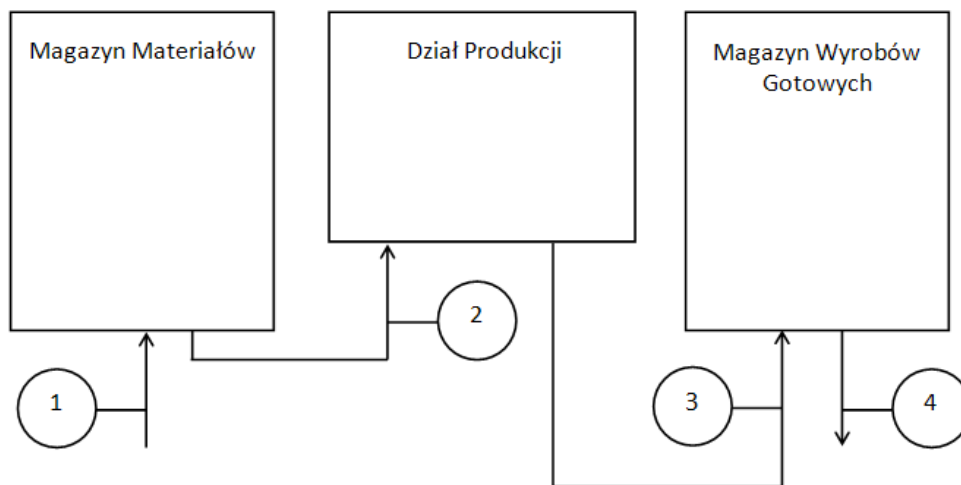 Magazyn Materiałów
Dział Produkcji
Magazyn Wyrobów
Gotowych
1
2
3
4